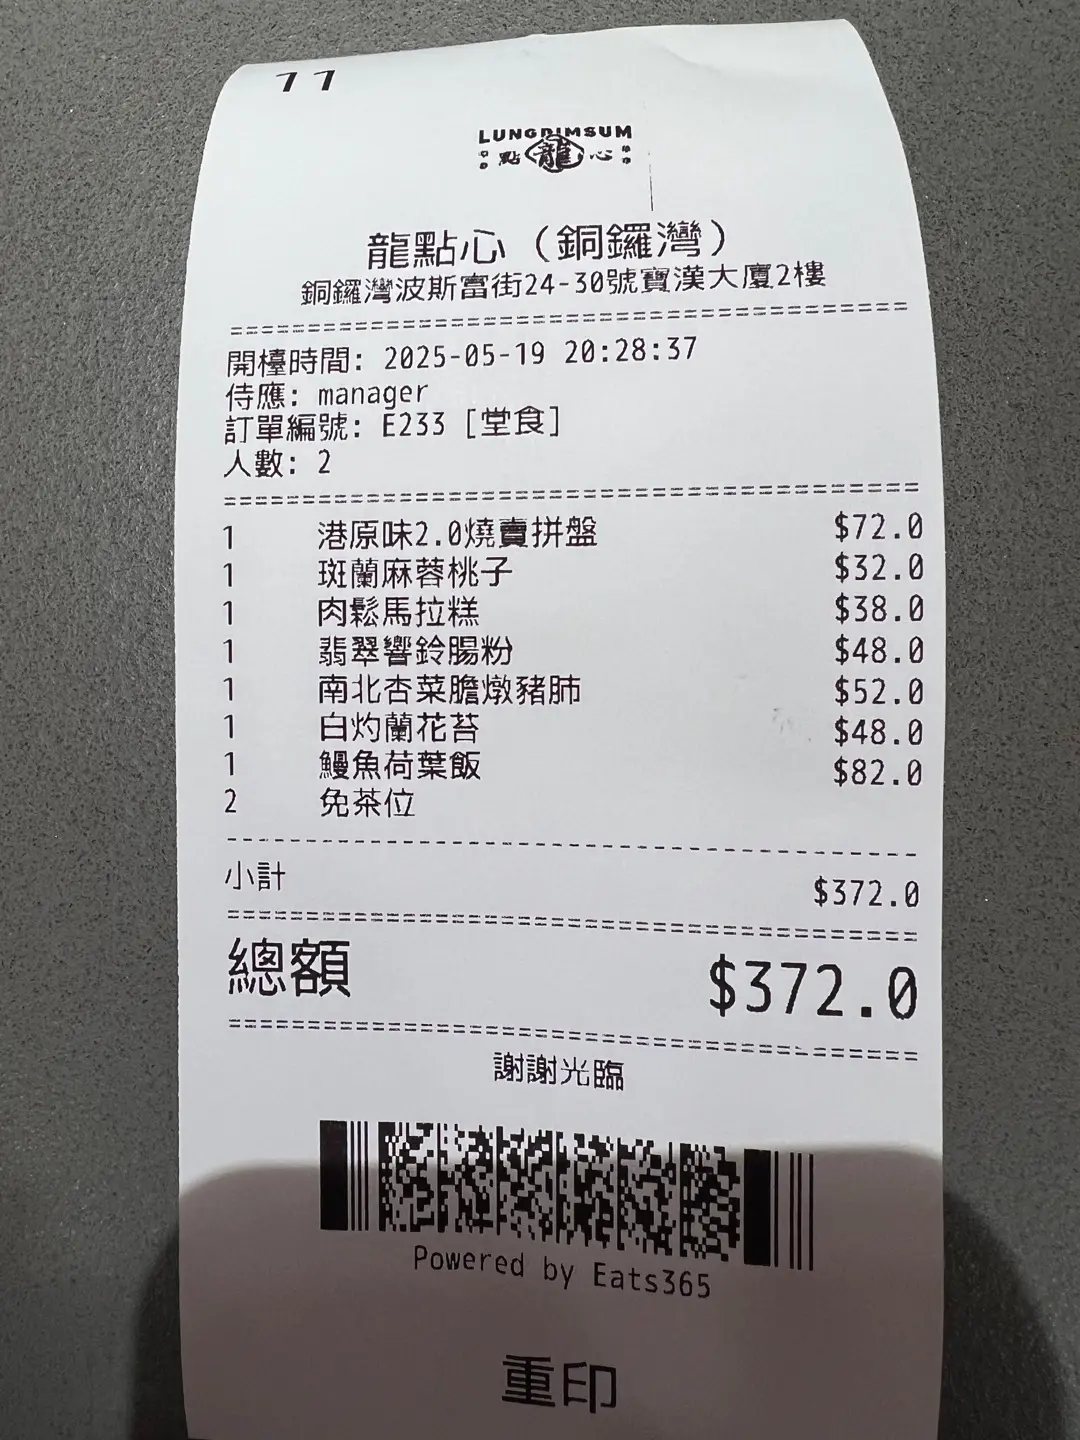 11
LUNGDIMSUM
點 龍 心
龍點心（銅鑼灣）
銅鑼灣波斯富街24-30號寶漢大廈2樓
開檯時間: 2025-05-19 20:28:37
侍應: manager
訂單編號: E233 [堂食]
人數: 2
1 港原味2.0燒賣拼盤 $72.0
1 斑蘭麻蓉桃子 $32.0
1 肉鬆馬拉糕 $38.0
1 翡翠響鈴腸粉 $48.0
1 南北杏菜膽燉豬肺 $52.0
1 白灼蘭花苔 $48.0
1 鰻魚荷葉飯 $82.0
2 免茶位
小計 $372.0
總額 $372.0
謝謝光臨
Powered by Eats365
重印